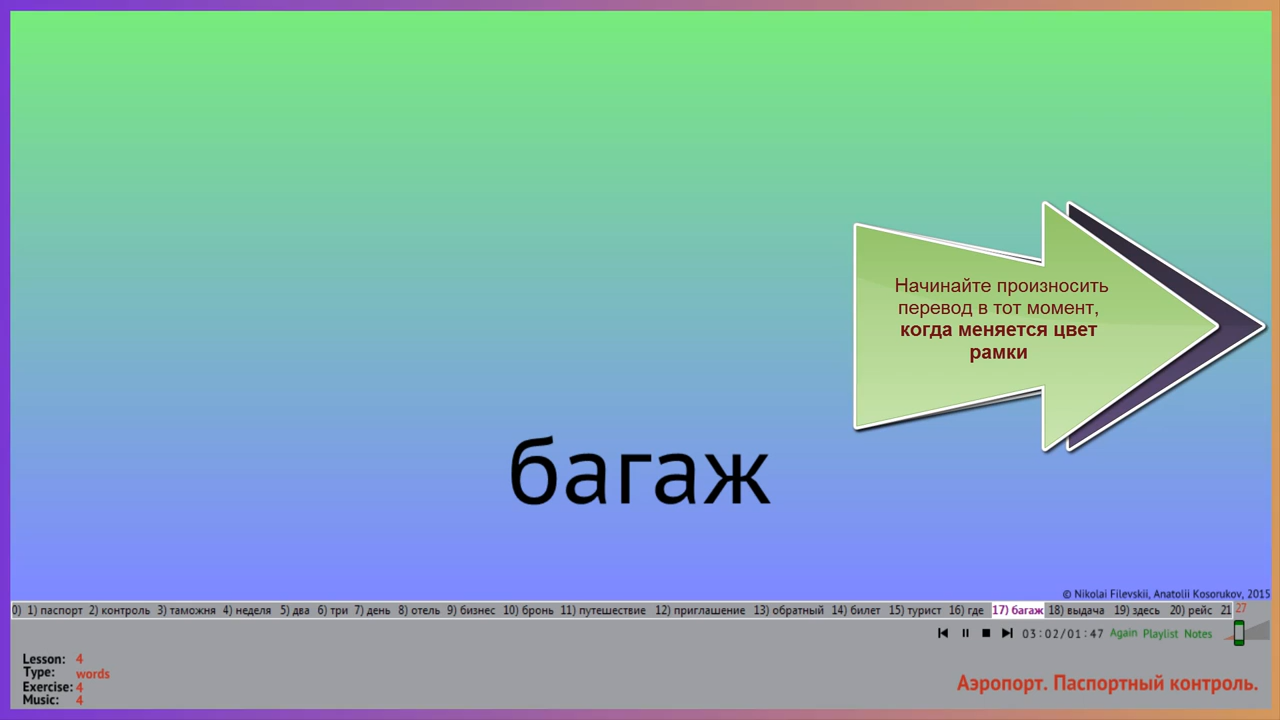 Начинайте произносить
перевод в тот момент,
когда меняется цвет
рамки
багаж
© Nikolai Filevskii, Anatolii Kosorukov, 2015
0) 1) паспорт 2) контроль 3) таможня 4) неделя 5) два 6) три 7) день 8) отель 9) бизнес 10) бронь 11) путешествие 12) приглашение 13) обратный 14) билет 15) турист 16) где 17) багаж 18) выдача 19) здесь 20) рейс 21 27
03:02/01:47 Again Playlist Notes
Lesson: 4
Type: words
Exercise: 4
Music: 4
Аэропорт. Паспортный контроль.